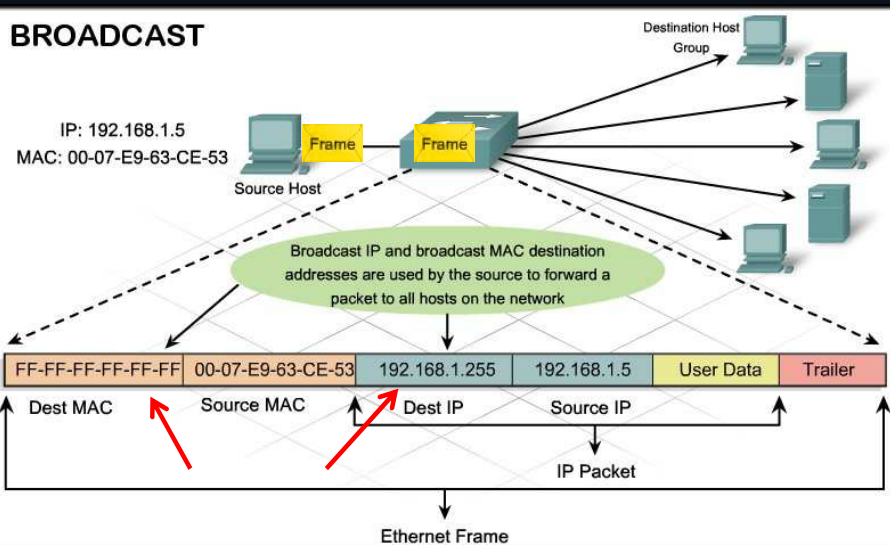 BROADCAST
Destination Host
Group
IP: 192.168.1.5
MAC: 00-07-E9-63-CE-53
Frame
Frame
Source Host
Broadcast IP and broadcast MAC destination
addresses are used by the source to forward a
packet to all hosts on the network
FF-FF-FF-FF-FF-FF 00-07-E9-63-CE-53 192.168.1.255 192.168.1.5 User Data Trailer
Dest MAC Source MAC Dest IP Source IP
IP Packet
Ethernet Frame